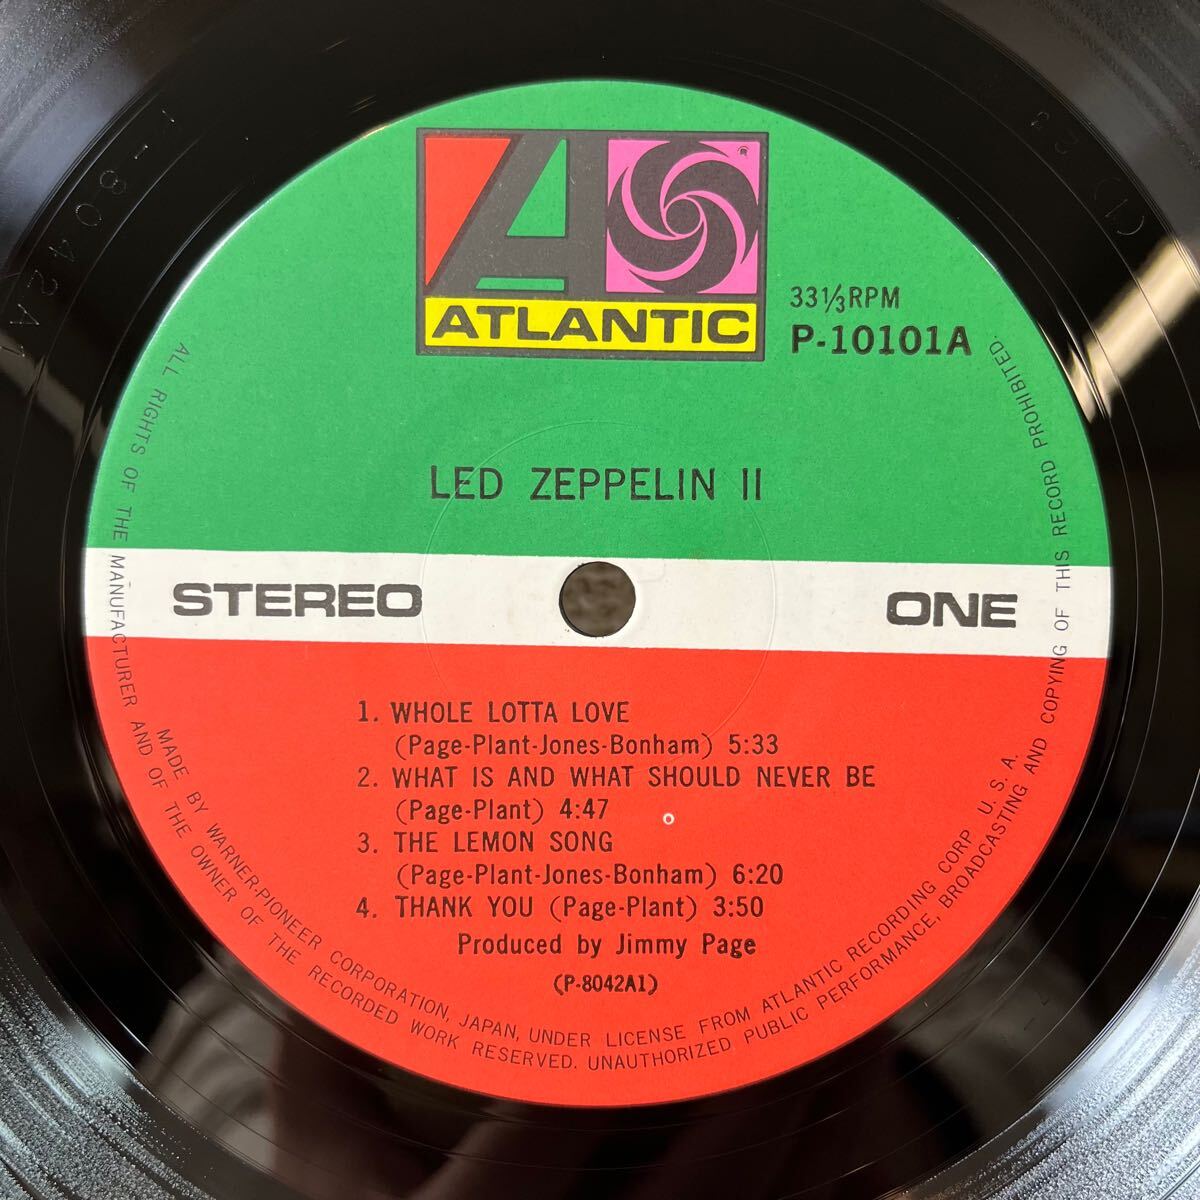 ATLANTIC
®
33⅓RPM
P-10101A
LED ZEPPELIN II
STEREO
ONE
1. WHOLE LOTTA LOVE
(Page-Plant-Jones-Bonham) 5:33
2. WHAT IS AND WHAT SHOULD NEVER BE
(Page-Plant) 4:47
3. THE LEMON SONG
(Page-Plant-Jones-Bonham) 6:20
4. THANK YOU (Page-Plant) 3:50
Produced by Jimmy Page
(P-8042A1)
MADE BY WARNER-PIONEER CORPORATION, JAPAN, UNDER LICENSE FROM ATLANTIC RECORDING CORP. U. S. A.
ALL RIGHTS OF THE MANUFACTURER AND OF THE OWNER OF THE RECORDED WORK RESERVED. UNAUTHORIZED PUBLIC PERFORMANCE, BROADCASTING AND COPYING OF THIS RECORD PROHIBITED.
8042A